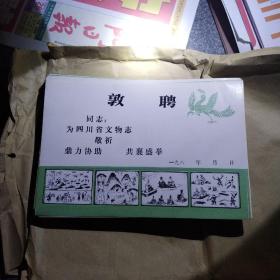 敦聘
同志：
为四川省文物志
敬祈
鼎力协助 共襄盛举
一九八 年 月 日